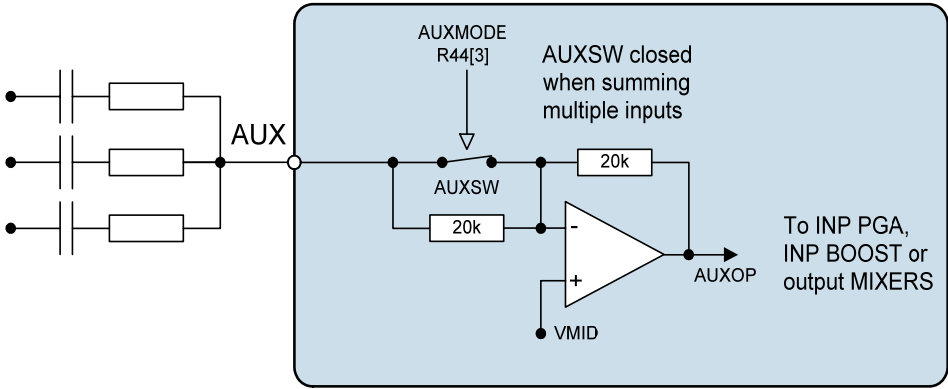 AUXMODE
R44[3]
AUXSW closed
when summing
multiple inputs
AUX
20k
AUXSW
20k
-
+
To INP PGA,
INP BOOST or
output MIXERS
AUXOP
VMID